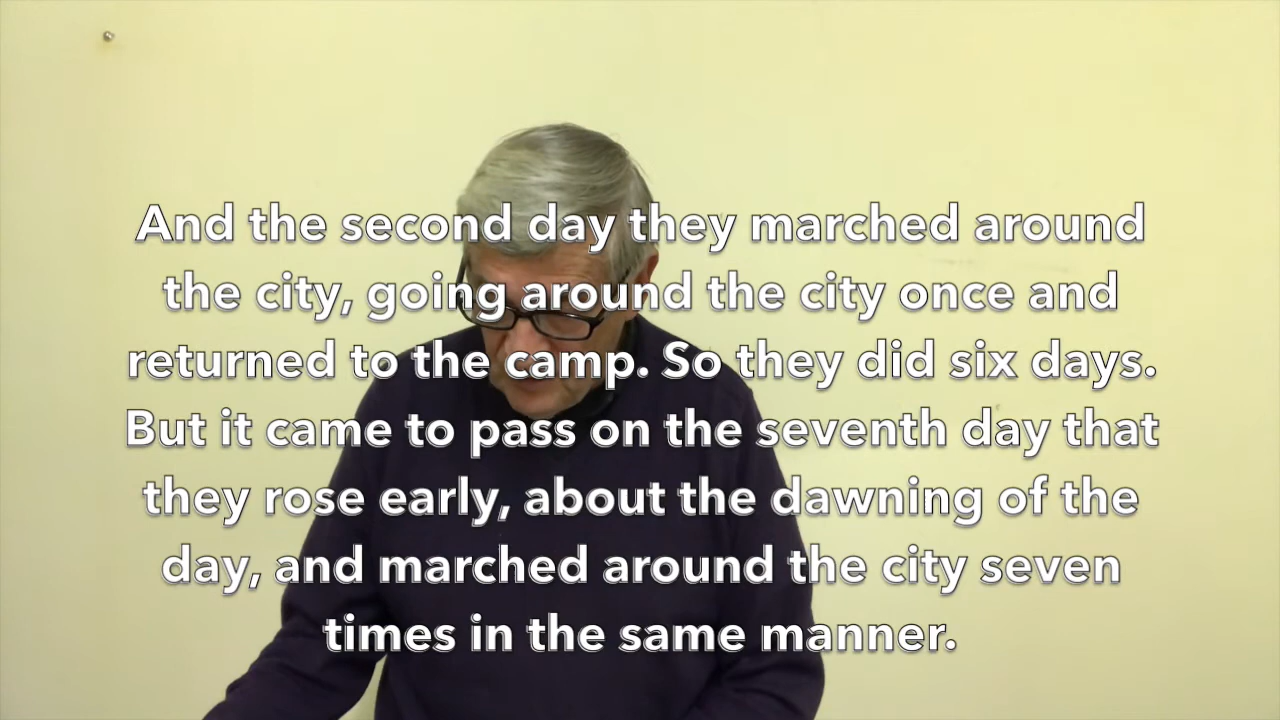 And the second day they marched around
the city, going around the city once and
returned to the camp. So they did six days.
But it came to pass on the seventh day that
they rose early, about the dawning of the
day, and marched around the city seven
times in the same manner.